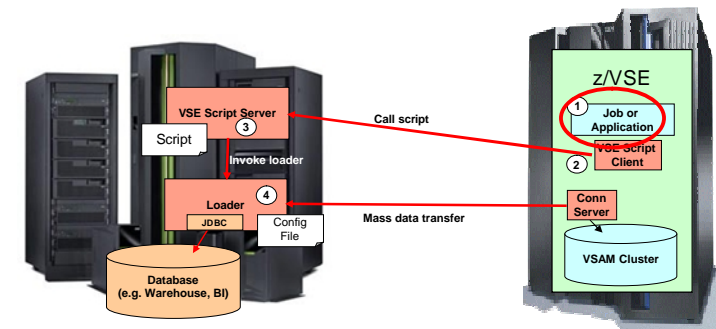 z/VSE
1
Job or
Application
VSE Script
Client
2
Call script
VSE Script Server
3
Script
Invoke loader
Loader
4
JDBC
Config
File
Mass data transfer
Conn
Server
VSAM Cluster
Database
(e.g. Warehouse, BI)